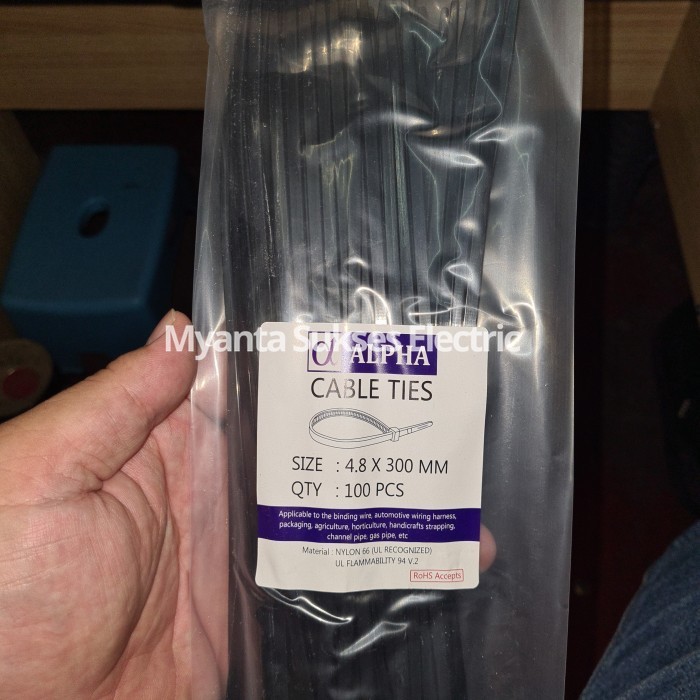 Myanta Sukses Electric
α ALPHA
CABLE TIES
SIZE : 4.8 X 300 MM
QTY : 100 PCS
Applicable to the binding wire, automotive wiring harness,
packaging, agriculture, horticulture, handicrafts strapping,
channel pipe, gas pipe, etc
Material : NYLON 66 (UL RECOGNIZED)
UL FLAMMABILITY 94 V.2
RoHS Accepts